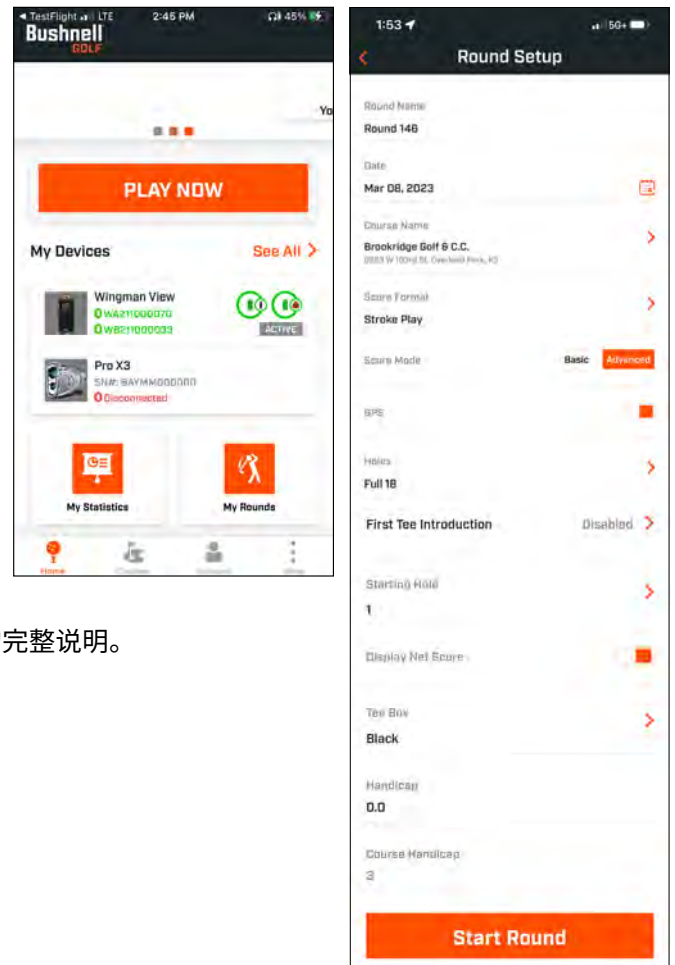 TestFlight LTE 2:45 PM 45%
Bushnell
GOLF
Yo
PLAY NOW
My Devices See All
Wingman View
WA211000070
WB211000033
ACTIVE
Pro X3
SN#: BAYMM000000
Disconnected
My Statistics My Rounds
Home
完整说明。
1:53 5G+
Round Setup
Round Name
Round 146
Date
Mar 08, 2023
Course Name
Brookridge Golf & C.C.
Score Format
Stroke Play
Score Mode Basic Advanced
GPS
Holes
Full 18
First Tee Introduction Disabled
Starting Hole
1
Display Net Score
Tee Box
Black
Handicap
0.0
Course Handicap
3
Start Round